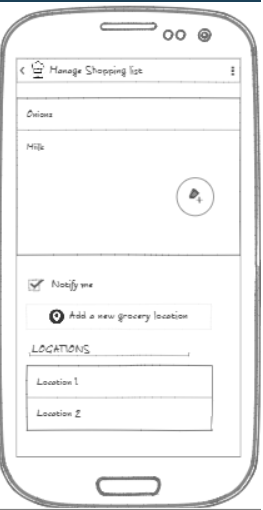 Manage Shopping list
Onions
Milk
Notify me
Add a new grocery location
LOCATIONS
Location 1
Location 2